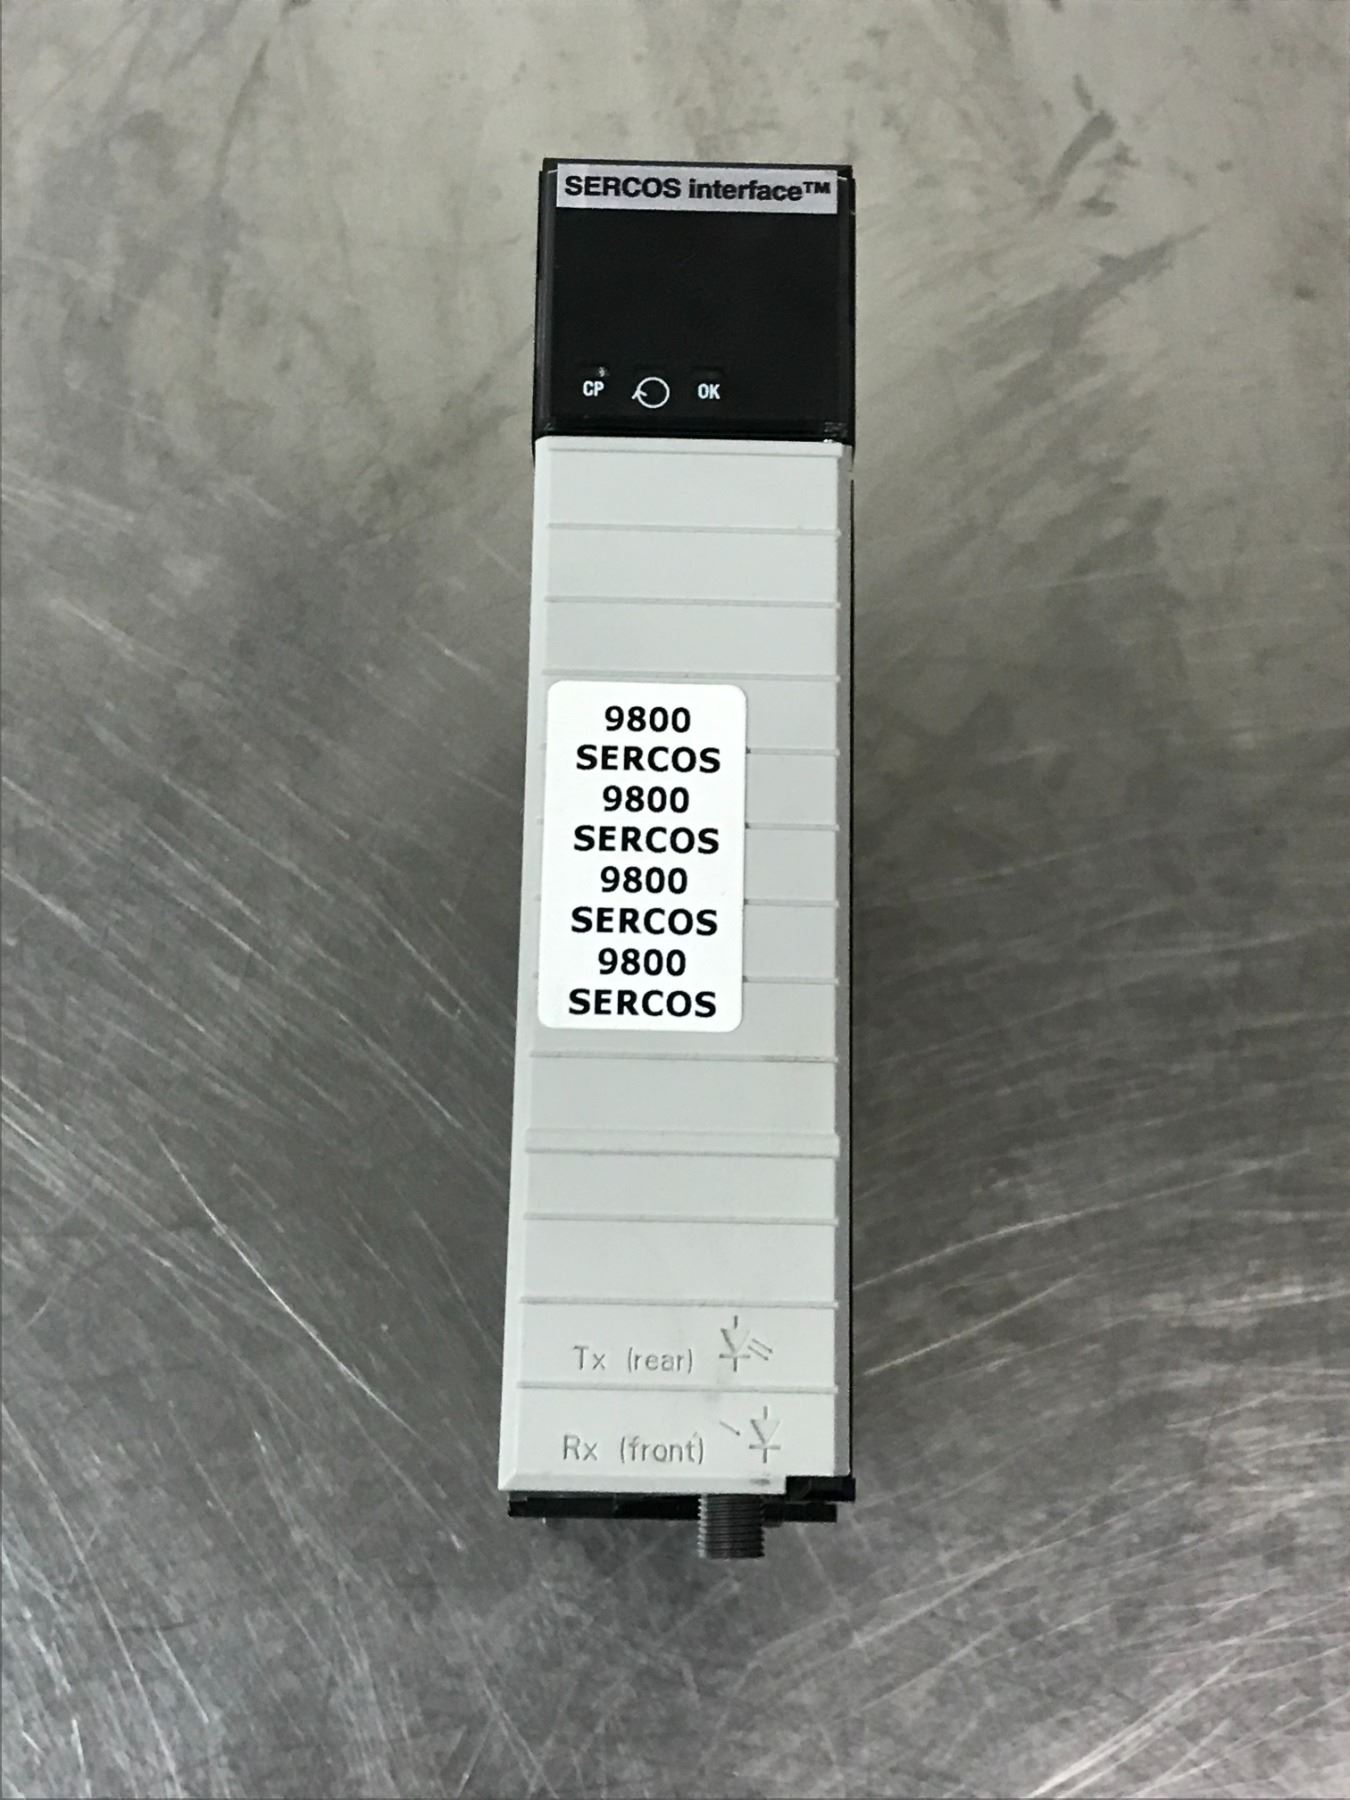 SERCOS interface™
CP OK
9800
SERCOS
9800
SERCOS
9800
SERCOS
9800
SERCOS
Tx (rear)
Rx (front)